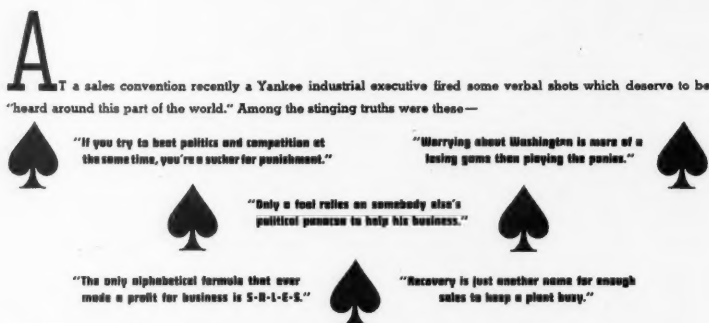 AT a sales convention recently a Yankee industrial executive fired some verbal shots which deserve to be
"heard around this part of the world." Among the stinging truths were these—
"If you try to beat politics and competition at
the same time, you're a sucker for punishment."
"Worrying about Washington is more of a
losing game than playing the ponies."
"Only a fool relies on somebody else's
political panacea to help his business."
"The only alphabetical formula that ever
made a profit for business is S-A-L-E-S."
"Recovery is just another name for enough
sales to keep a plant busy."